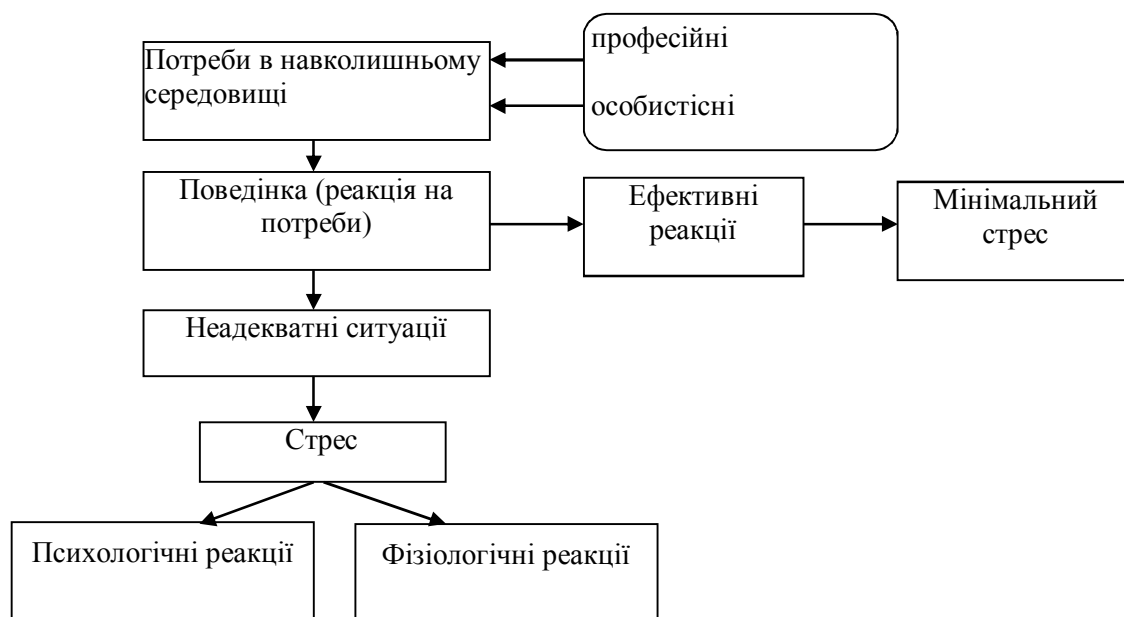 Потреби в навколишньому
середовищі
професійні
особистісні
Поведінка (реакція на
потреби)
Ефективні
реакції
Мінімальний
стрес
Неадекватні ситуації
Стрес
Психологічні реакції
Фізіологічні реакції